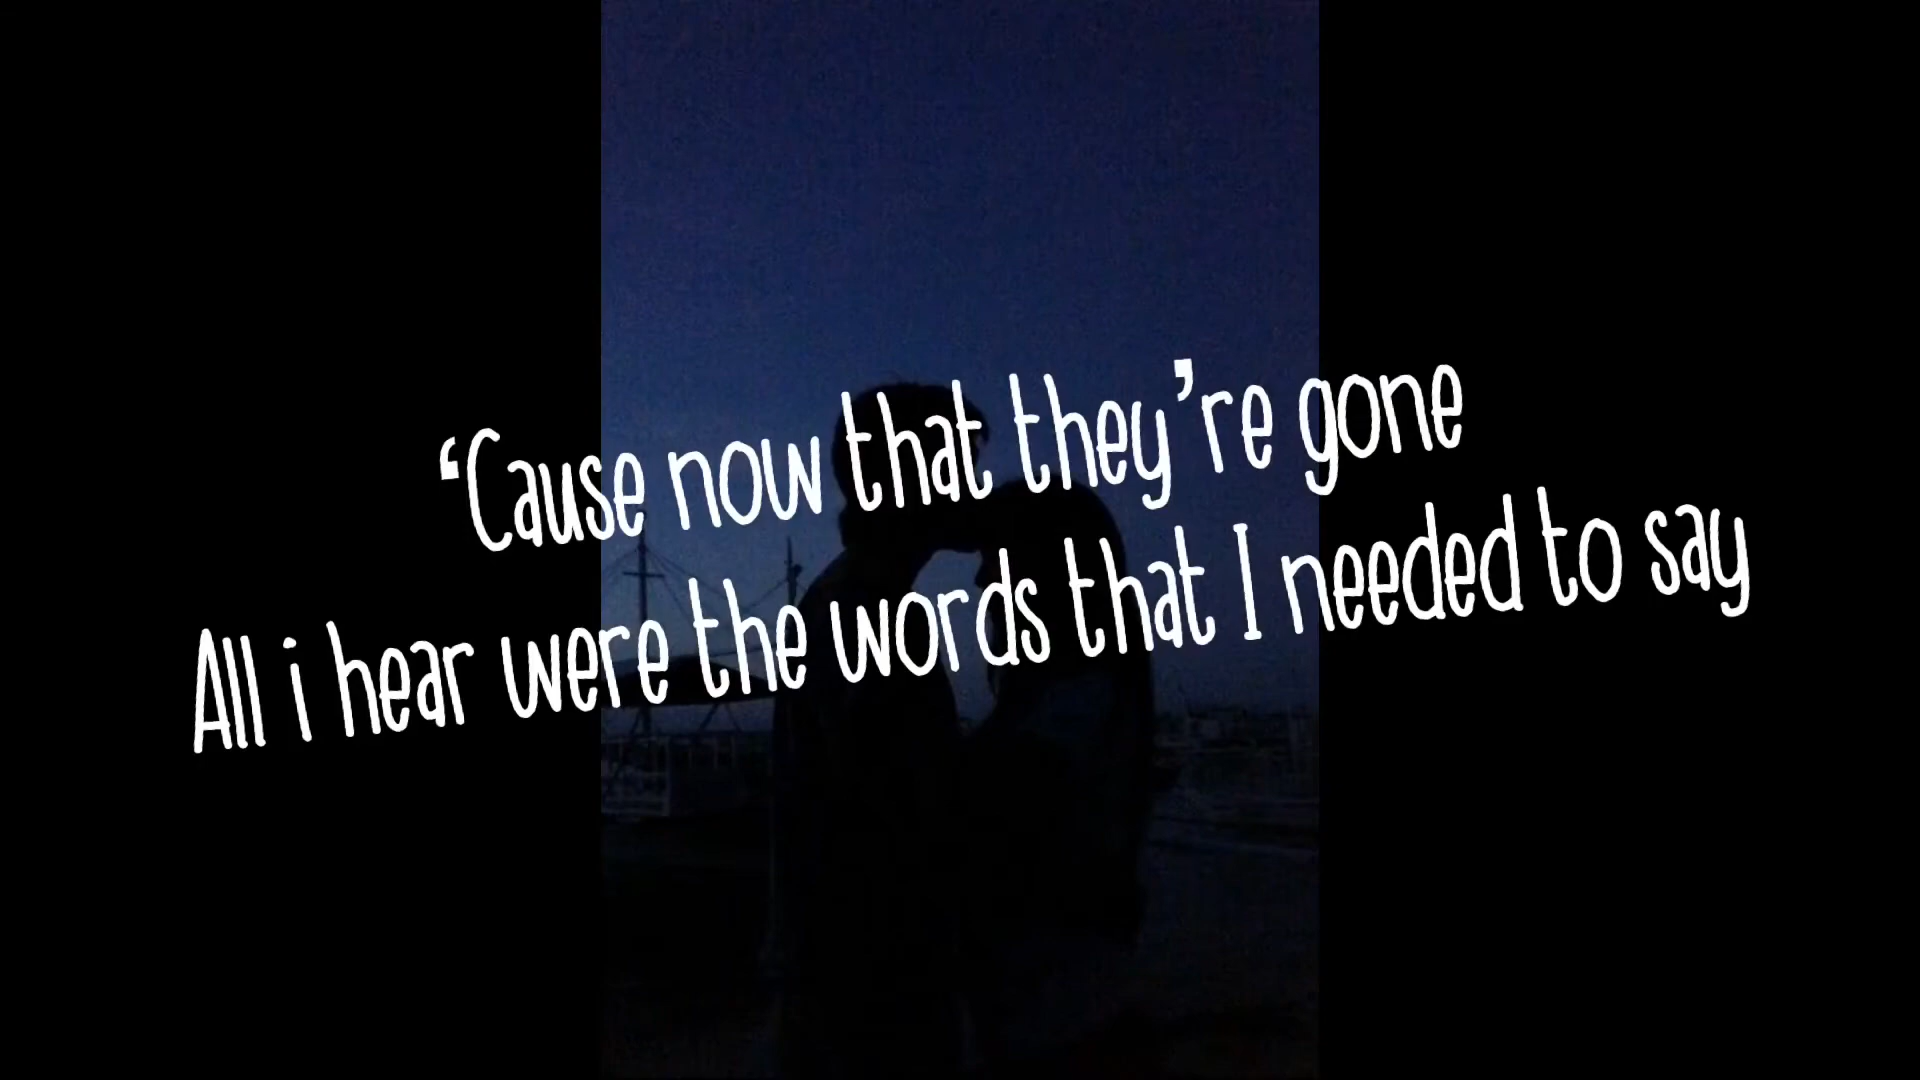 ‘Cause now that they’re gone
All i hear were the words that I needed to say